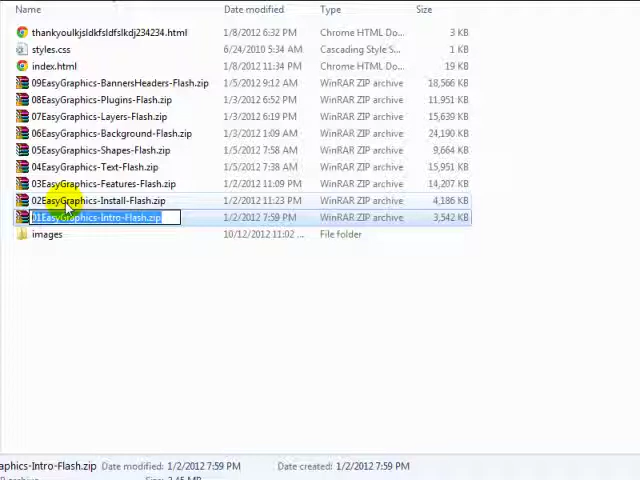 Name Date modified Type Size
thankyoulkjsldkfsldfslkdj234234.html 1/8/2012 6:32 PM Chrome HTML Do... 3 KB
styles.css 6/24/2010 5:34 AM Cascading Style S... 1 KB
index.html 1/8/2012 11:34 PM Chrome HTML Do... 19 KB
09EasyGraphics-BannersHeaders-Flash.zip 1/5/2012 9:12 AM WinRAR ZIP archive 18,566 KB
08EasyGraphics-Plugins-Flash.zip 1/3/2012 6:52 PM WinRAR ZIP archive 11,951 KB
07EasyGraphics-Layers-Flash.zip 1/3/2012 6:19 PM WinRAR ZIP archive 15,639 KB
06EasyGraphics-Background-Flash.zip 1/3/2012 1:09 AM WinRAR ZIP archive 24,190 KB
05EasyGraphics-Shapes-Flash.zip 1/5/2012 7:58 AM WinRAR ZIP archive 9,664 KB
04EasyGraphics-Text-Flash.zip 1/5/2012 7:38 AM WinRAR ZIP archive 15,951 KB
03EasyGraphics-Features-Flash.zip 1/2/2012 11:09 PM WinRAR ZIP archive 14,207 KB
02EasyGraphics-Install-Flash.zip 1/2/2012 11:23 PM WinRAR ZIP archive 4,186 KB
01EasyGraphics-Intro-Flash.zip 1/2/2012 7:59 PM WinRAR ZIP archive 3,542 KB
images 10/12/2012 11:02 ... File folder
aphics-Intro-Flash.zip Date modified: 1/2/2012 7:59 PM Date created: 1/2/2012 7:59 PM